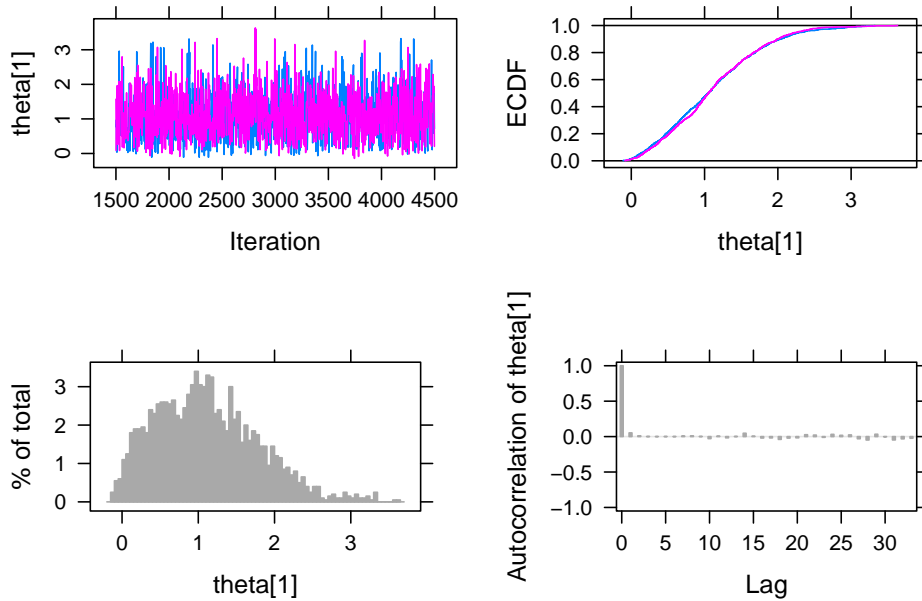 theta[1]
3
2
1
0
1500 2000 2500 3000 3500 4000 4500
Iteration
ECDF
1.0
0.8
0.6
0.4
0.2
0.0
0 1 2 3
theta[1]
% of total
3
2
1
0
0 1 2 3
theta[1]
Autocorrelation of theta[1]
1.0
0.5
0.0
−0.5
−1.0
0 5 10 15 20 25 30
Lag